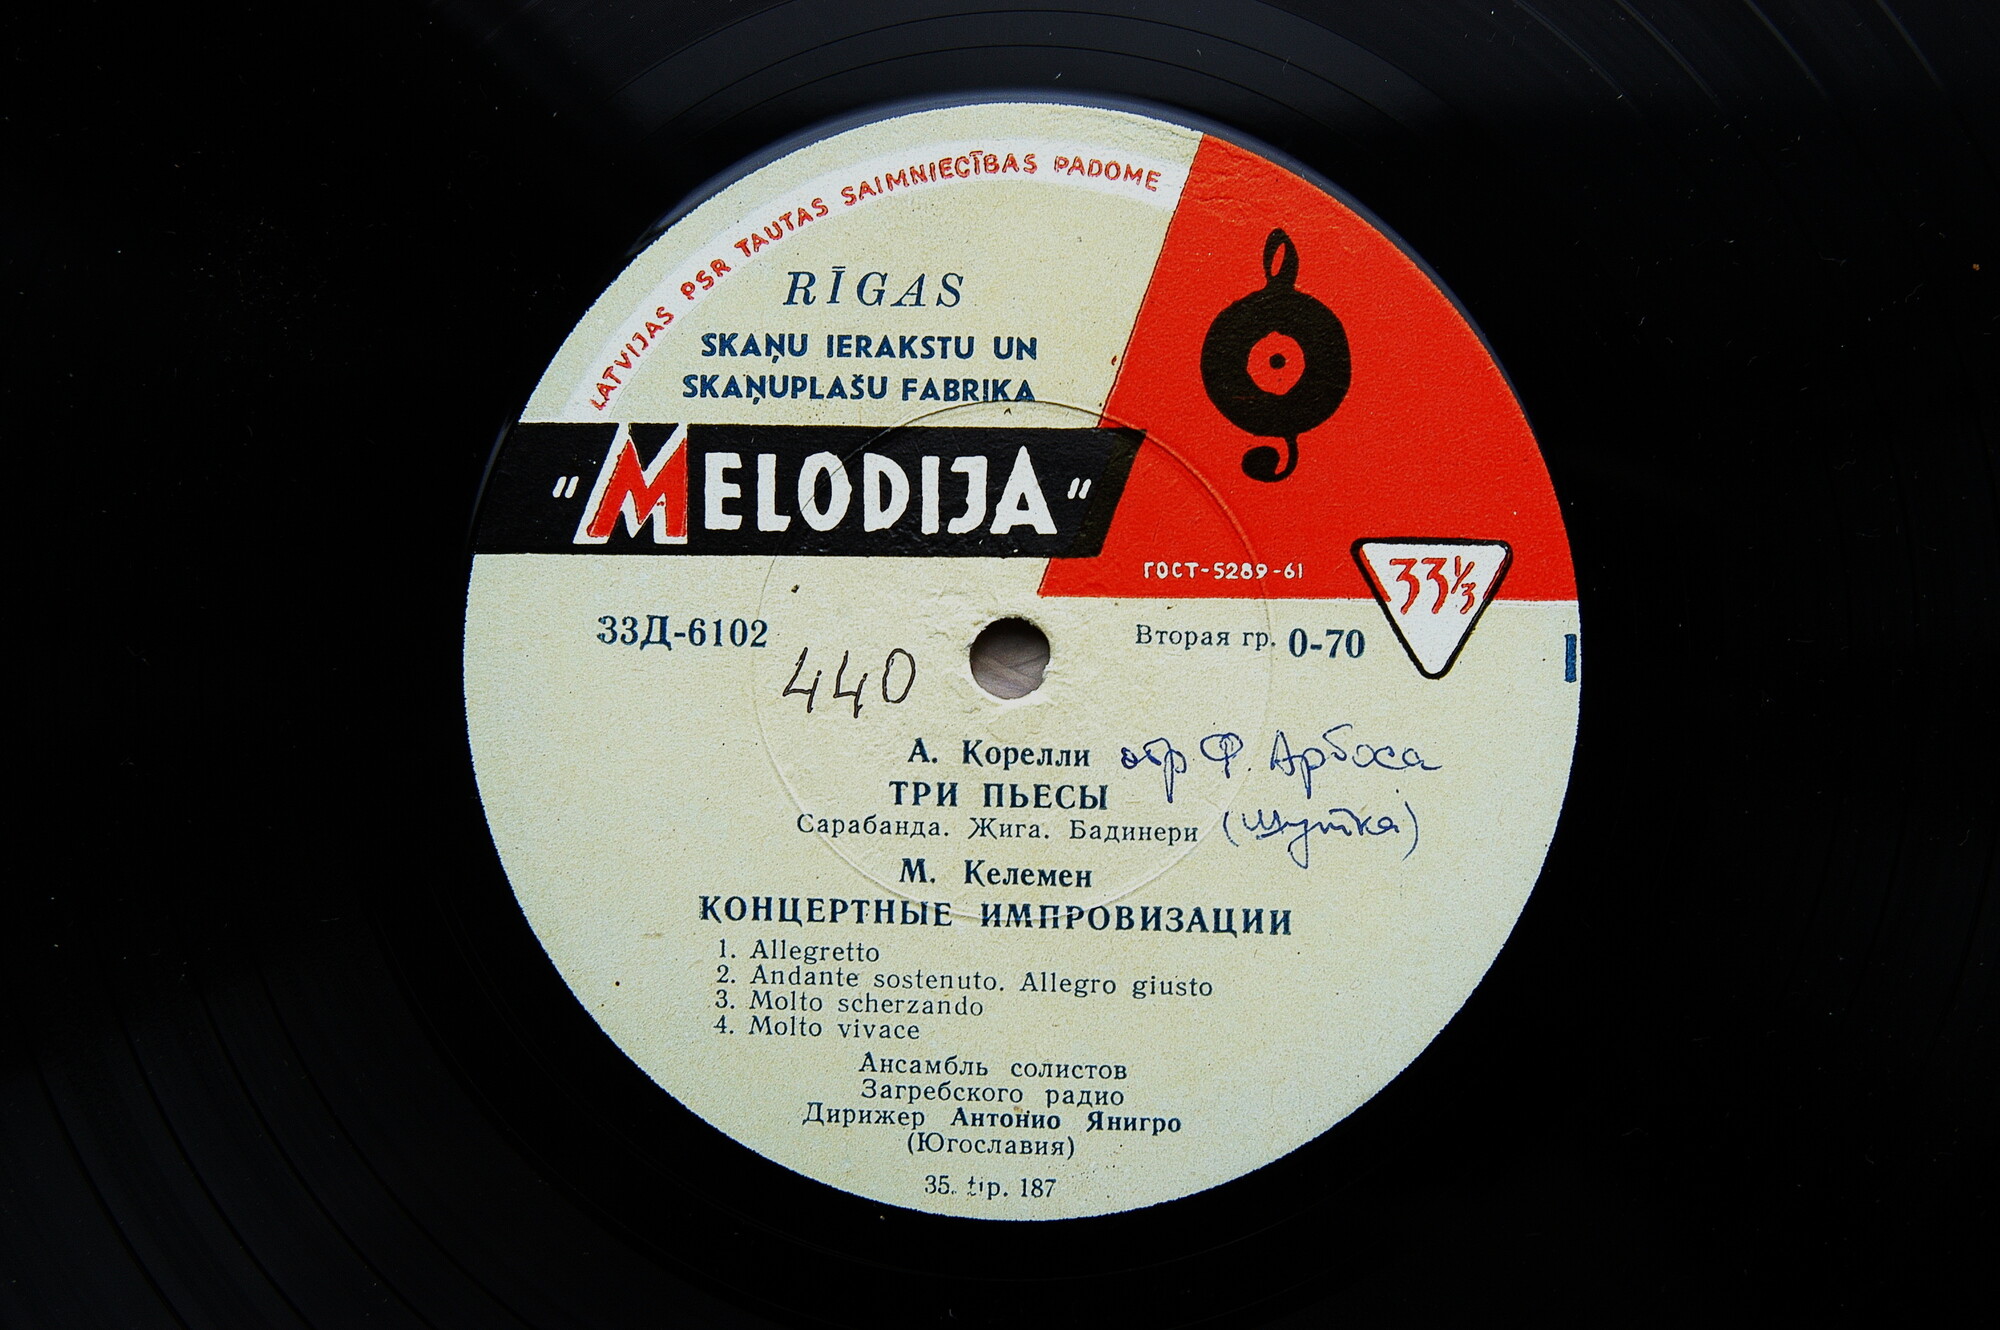 LATVIJAS PSR TAUTAS SAIMNIECĪBAS PADOME
RĪGAS
SKAŅU IERAKSTU UN
SKAŅUPLAŠU FABRIKA
"MELODIJA"
ГОСТ-5289-61
33⅓
33Д-6102
Вторая гр. 0-70
440
А. Корелли обр Ф. Арбоса
ТРИ ПЬЕСЫ
Сарабанда. Жига. Бадинери (шутка)
М. Келемен
КОНЦЕРТНЫЕ ИМПРОВИЗАЦИИ
1. Allegretto
2. Andante sostenuto. Allegro giusto
3. Molto scherzando
4. Molto vivace
Ансамбль солистов
Загребского радио
Дирижер Антонио Янигро
(Югославия)
35. tip. 187